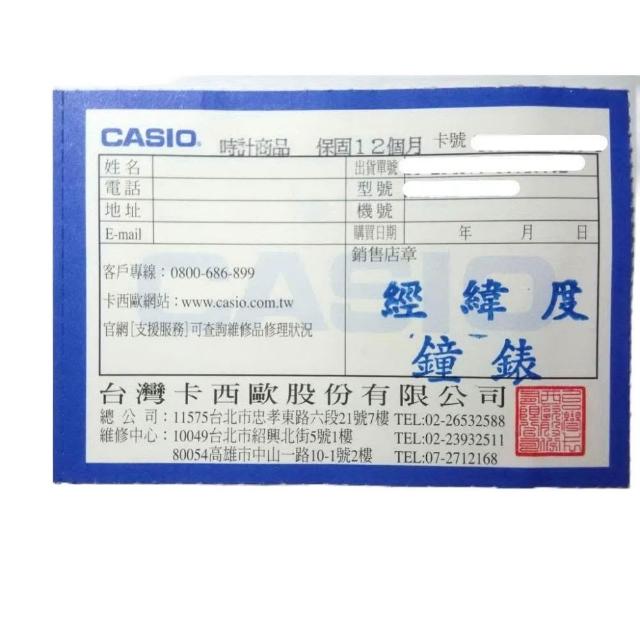 CASIO 時計商品 保固12個月 卡號
姓名 出貨單號
電話 型號
地址 機號
E-mail 購買日期 年 月 日
銷售店章
客戶專線：0800-686-899
卡西歐網站：www.casio.com.tw
官網[支援服務]可查詢維修品修理狀況
經緯度
鐘錶
台灣卡西歐股份有限公司
總公司：11575台北市忠孝東路六段21號7樓 TEL:02-26532588
維修中心：10049台北市紹興北街5號1樓 TEL:02-23932511
80054高雄市中山一路10-1號2樓 TEL:07-2712168